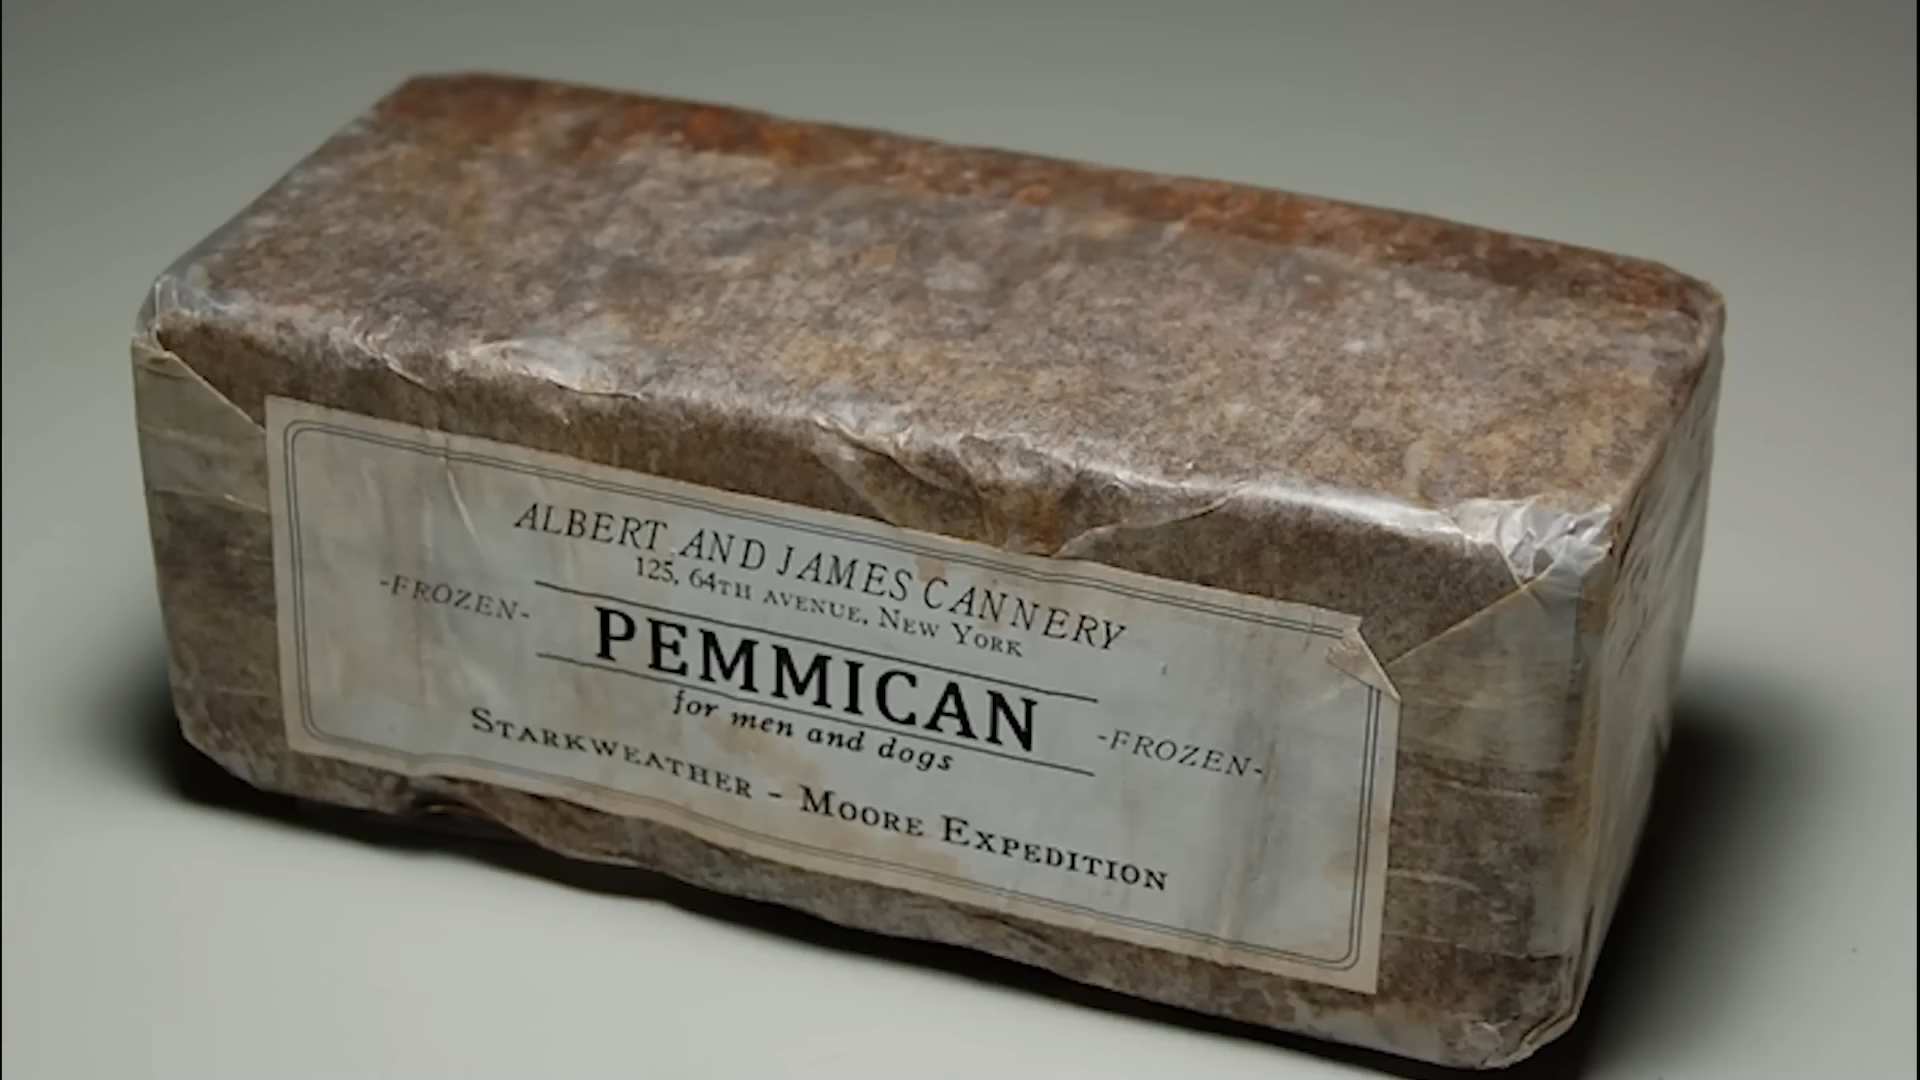 ALBERT AND JAMES CANNERY
125, 64TH AVENUE, NEW YORK
-FROZEN-
PEMMICAN
-FROZEN-
for men and dogs
STARKWEATHER - MOORE EXPEDITION